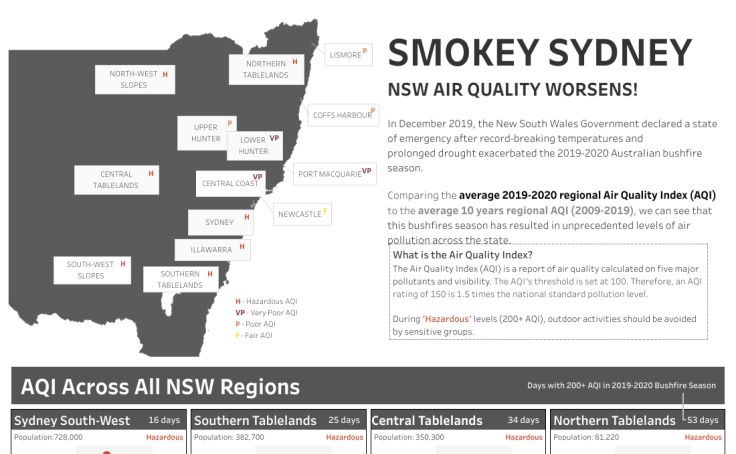 SMOKEY SYDNEY
NSW AIR QUALITY WORSENS!
In December 2019, the New South Wales Government declared a state
of emergency after record-breaking temperatures and
prolonged drought exacerbated the 2019-2020 Australian bushfire
season.
Comparing the average 2019-2020 regional Air Quality Index (AQI)
to the average 10 years regional AQI (2009-2019), we can see that
this bushfires season has resulted in unprecedented levels of air
pollution across the state.
What is the Air Quality Index?
The Air Quality Index (AQI) is a report of air quality calculated on five major
pollutants and visibility. The AQI's threshold is set at 100. Therefore, an AQI
rating of 150 is 1.5 times the national standard pollution level.
During 'Hazardous' levels (200+ AQI), outdoor activities should be avoided
by sensitive groups.
LISMORE P
NORTHERN H
TABLELANDS
NORTH-WEST H
SLOPES
COFFS HARBOUR P
UPPER P
HUNTER
LOWER VP
HUNTER
PORT MACQUARIE VP
CENTRAL H
TABLELANDS
CENTRAL COAST VP
NEWCASTLE F
SYDNEY H
ILLAWARRA H
SOUTH-WEST H
SLOPES
SOUTHERN H
TABLELANDS
H - Hazardous AQI
VP - Very Poor AQI
P - Poor AQI
F - Fair AQI
AQI Across All NSW Regions
Days with 200+ AQI in 2019-2020 Bushfire Season
Sydney South-West 16 days
Population:728,000 Hazardous
Southern Tablelands 25 days
Population: 382,700 Hazardous
Central Tablelands 34 days
Population: 350,300 Hazardous
Northern Tablelands 53 days
Population: 81,220 Hazardous